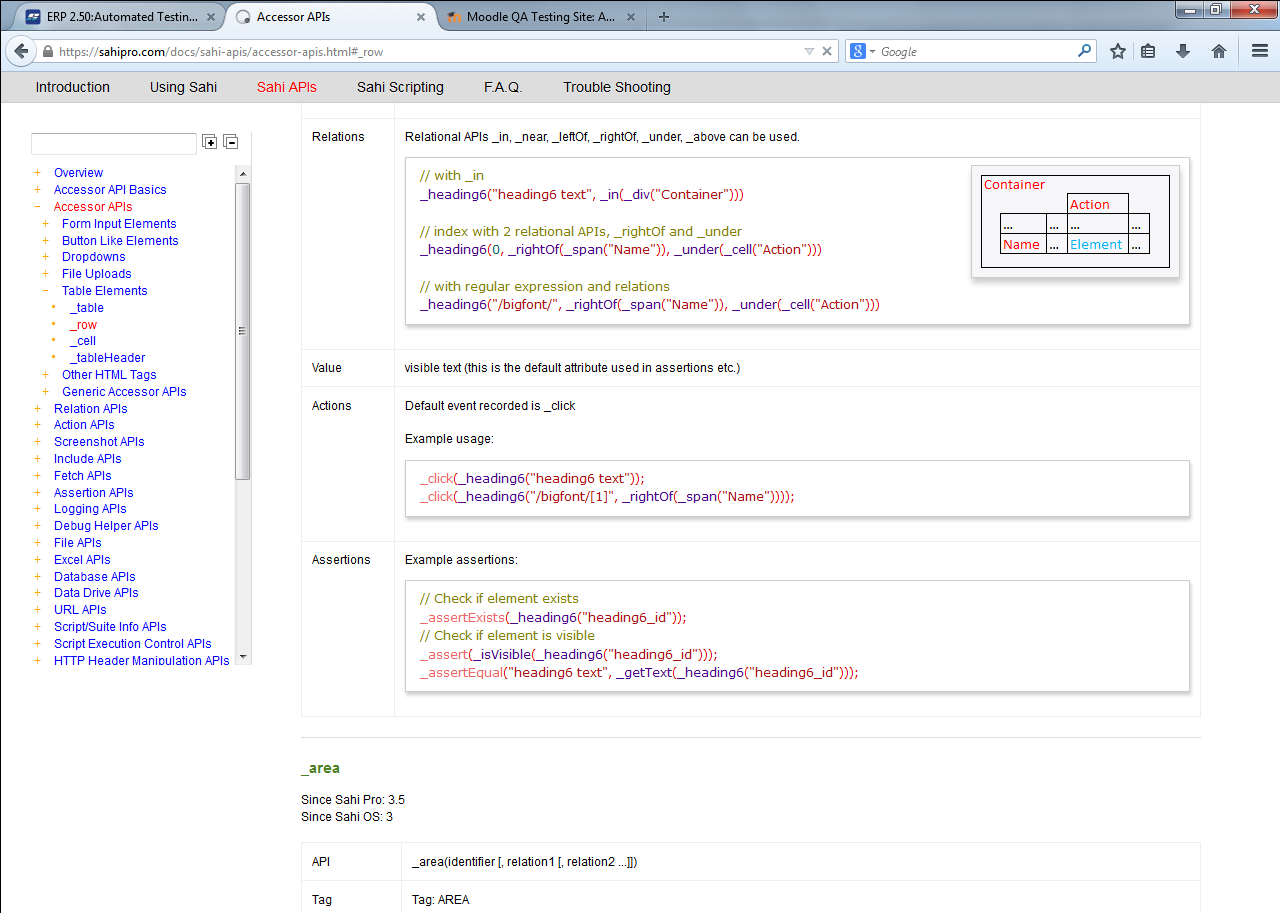 ERP 2.50:Automated Testin...
Accessor APIs
Moodle QA Testing Site: A...
https://sahipro.com/docs/sahi-apis/accessor-apis.html#_row
Google
Introduction
Using Sahi
Sahi APIs
Sahi Scripting
F.A.Q.
Trouble Shooting
Overview
Accessor API Basics
Accessor APIs
Form Input Elements
Button Like Elements
Dropdowns
File Uploads
Table Elements
_table
_row
_cell
_tableHeader
Other HTML Tags
Generic Accessor APIs
Relation APIs
Action APIs
Screenshot APIs
Include APIs
Fetch APIs
Assertion APIs
Logging APIs
Debug Helper APIs
File APIs
Excel APIs
Database APIs
Data Drive APIs
URL APIs
Script/Suite Info APIs
Script Execution Control APIs
HTTP Header Manipulation APIs
Relations
Relational APIs _in, _near, _leftOf, _rightOf, _under, _above can be used.
// with _in
_heading6("heading6 text", _in(_div("Container")))
// index with 2 relational APIs, _rightOf and _under
_heading6(0, _rightOf(_span("Name")), _under(_cell("Action")))
// with regular expression and relations
_heading6("/bigfont/", _rightOf(_span("Name")), _under(_cell("Action")))
Container
Action
... ... ... ...
Name ... Element ...
Value
visible text (this is the default attribute used in assertions etc.)
Actions
Default event recorded is _click
Example usage:
_click(_heading6("heading6 text"));
_click(_heading6("/bigfont/[1]", _rightOf(_span("Name"))));
Assertions
Example assertions:
// Check if element exists
_assertExists(_heading6("heading6_id"));
// Check if element is visible
_assert(_isVisible(_heading6("heading6_id")));
_assertEqual("heading6 text", _getText(_heading6("heading6_id")));
_area
Since Sahi Pro: 3.5
Since Sahi OS: 3
API
_area(identifier [, relation1 [, relation2 ...]])
Tag
Tag: AREA